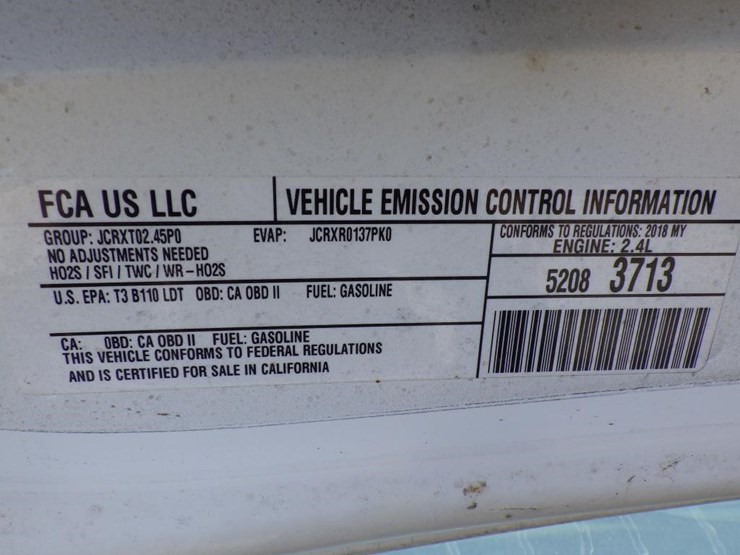 FCA US LLC
VEHICLE EMISSION CONTROL INFORMATION
GROUP: JCRXT02.45P0 EVAP: JCRXR0137PK0
NO ADJUSTMENTS NEEDED
HO2S / SFI / TWC / WR-HO2S
CONFORMS TO REGULATIONS: 2018 MY
ENGINE: 2.4L
U.S. EPA: T3 B110 LDT OBD: CA OBD II FUEL: GASOLINE
5208 3713
CA: OBD: CA OBD II FUEL: GASOLINE
THIS VEHICLE CONFORMS TO FEDERAL REGULATIONS
AND IS CERTIFIED FOR SALE IN CALIFORNIA